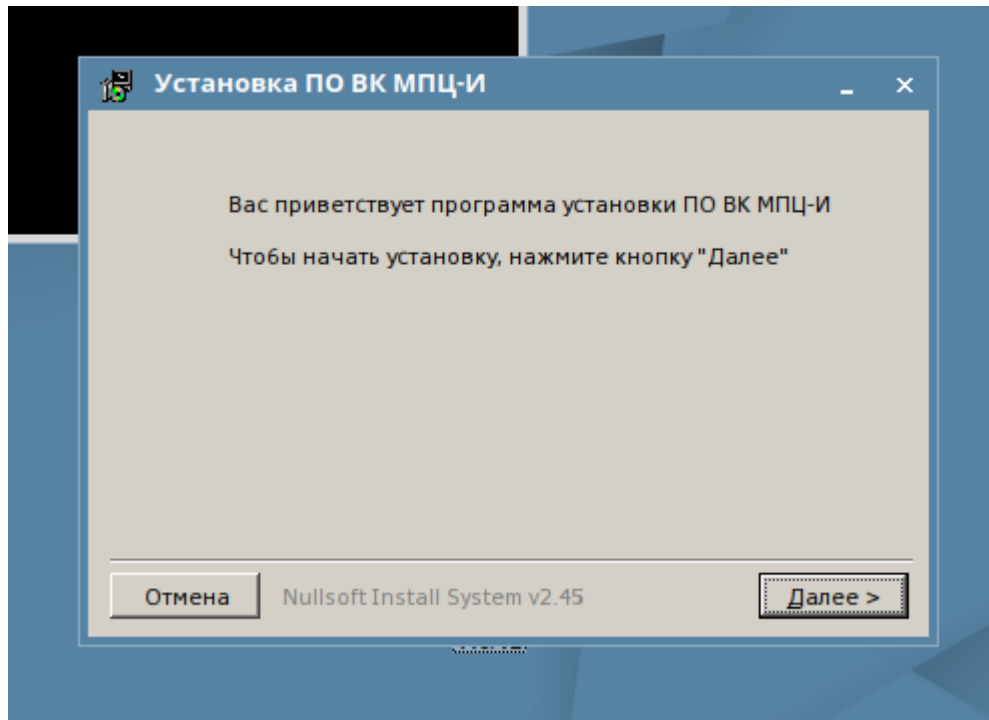 Установка ПО ВК МПЦ-И
Вас приветствует программа установки ПО ВК МПЦ-И
Чтобы начать установку, нажмите кнопку "Далее"
Отмена
Nullsoft Install System v2.45
Далее >